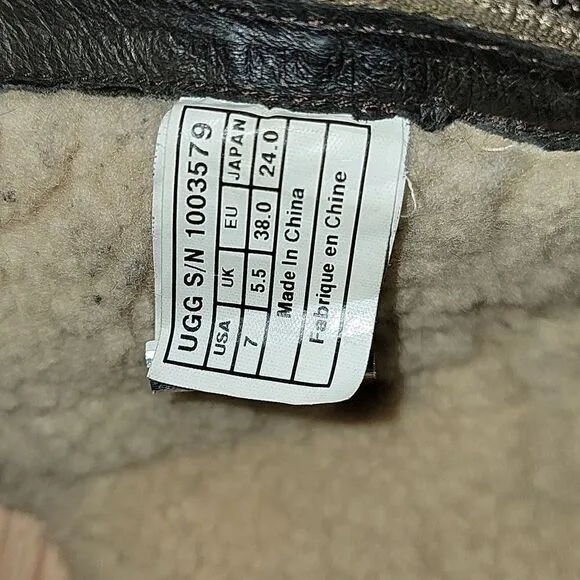 UGG S/N 1003579
USA UK EU JAPAN
7 5.5 38.0 24.0
Made In China
Fabrique en Chine